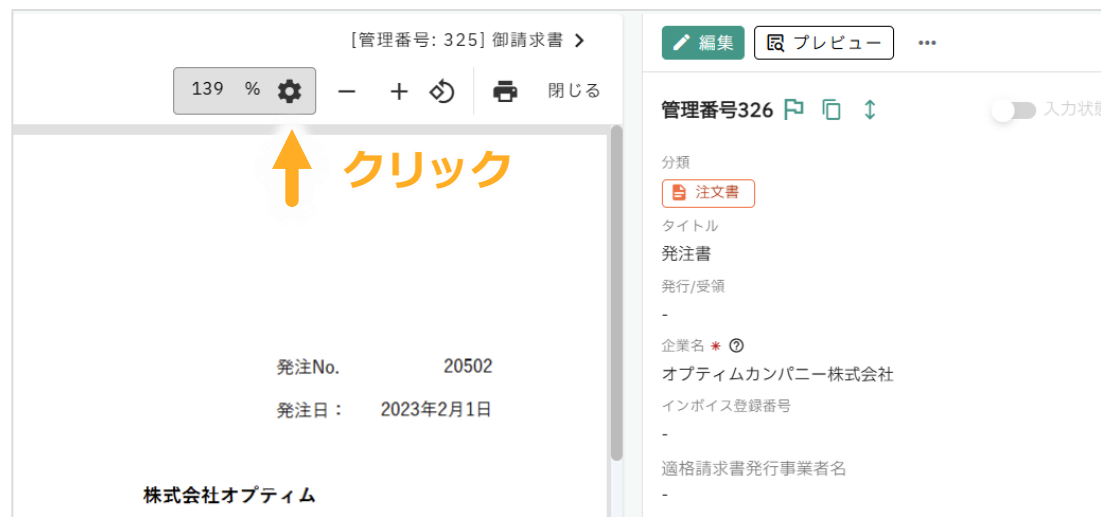 [管理番号: 325] 御請求書
139 %
閉じる
クリック
発注No. 20502
発注日： 2023年2月1日
株式会社オプティム
編集 プレビュー
管理番号326
入力状態
分類
注文書
タイトル
発注書
発行/受領
-
企業名 *
オプティムカンパニー株式会社
インボイス登録番号
-
適格請求書発行事業者名
-